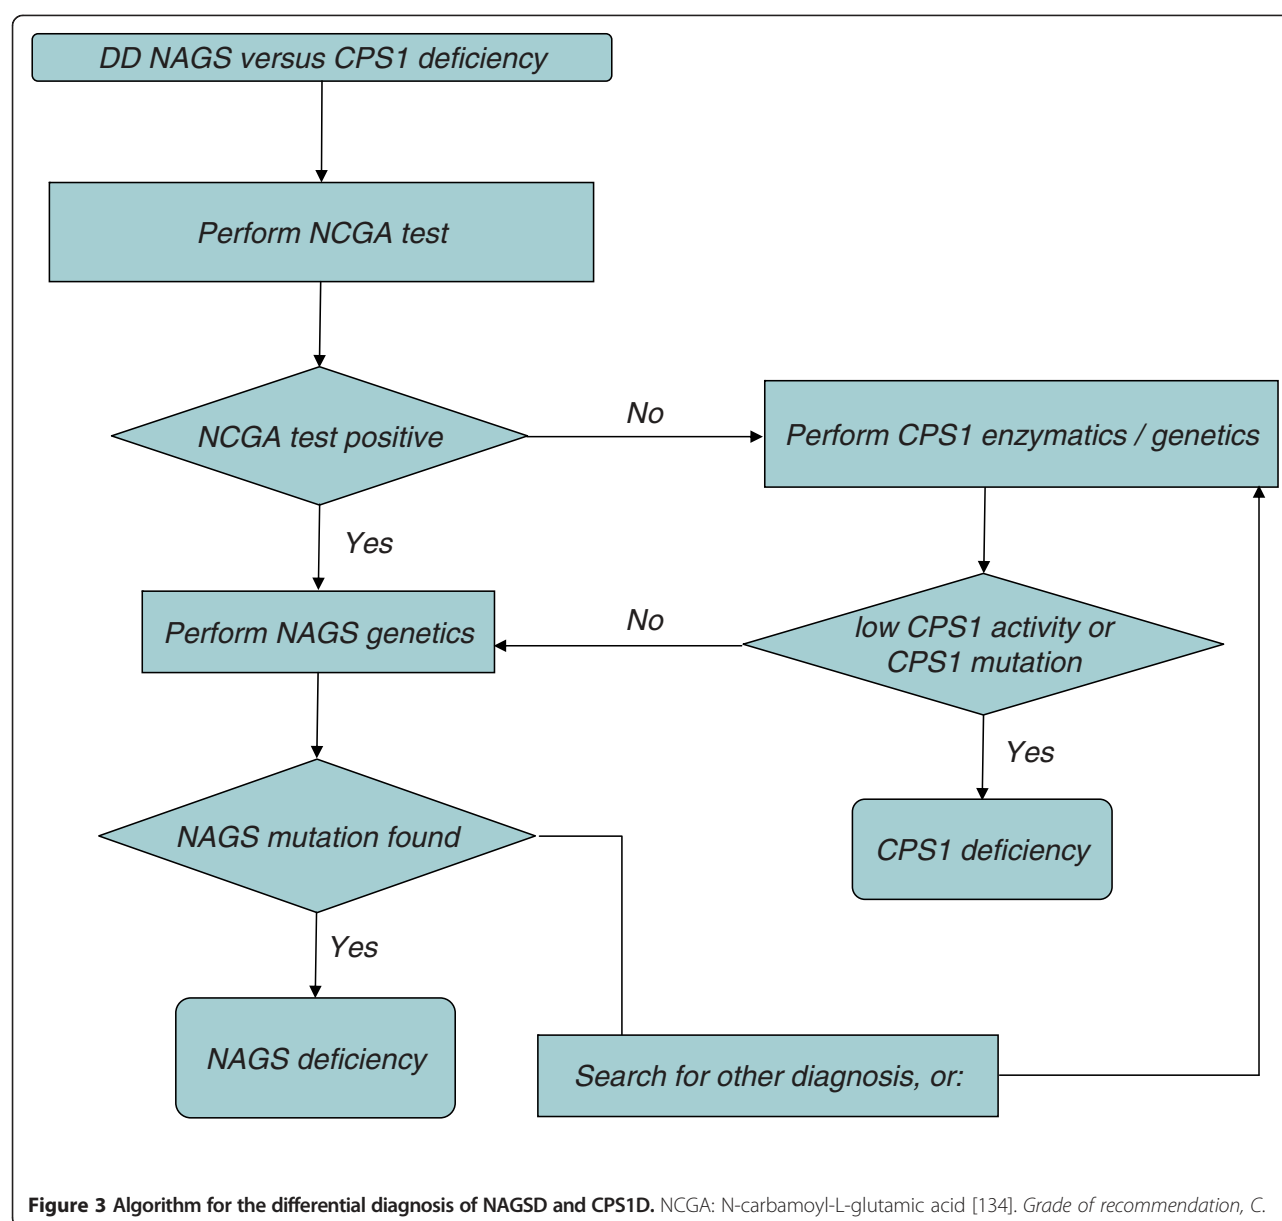 DD NAGS versus CPS1 deficiency
Perform NCGA test
NCGA test positive
No
Perform CPS1 enzymatics / genetics
Yes
Perform NAGS genetics
No
low CPS1 activity or
CPS1 mutation
Yes
CPS1 deficiency
NAGS mutation found
Yes
NAGS deficiency
Search for other diagnosis, or:
Figure 3 Algorithm for the differential diagnosis of NAGSD and CPS1D. NCGA: N-carbamoyl-L-glutamic acid [134]. Grade of recommendation, C.